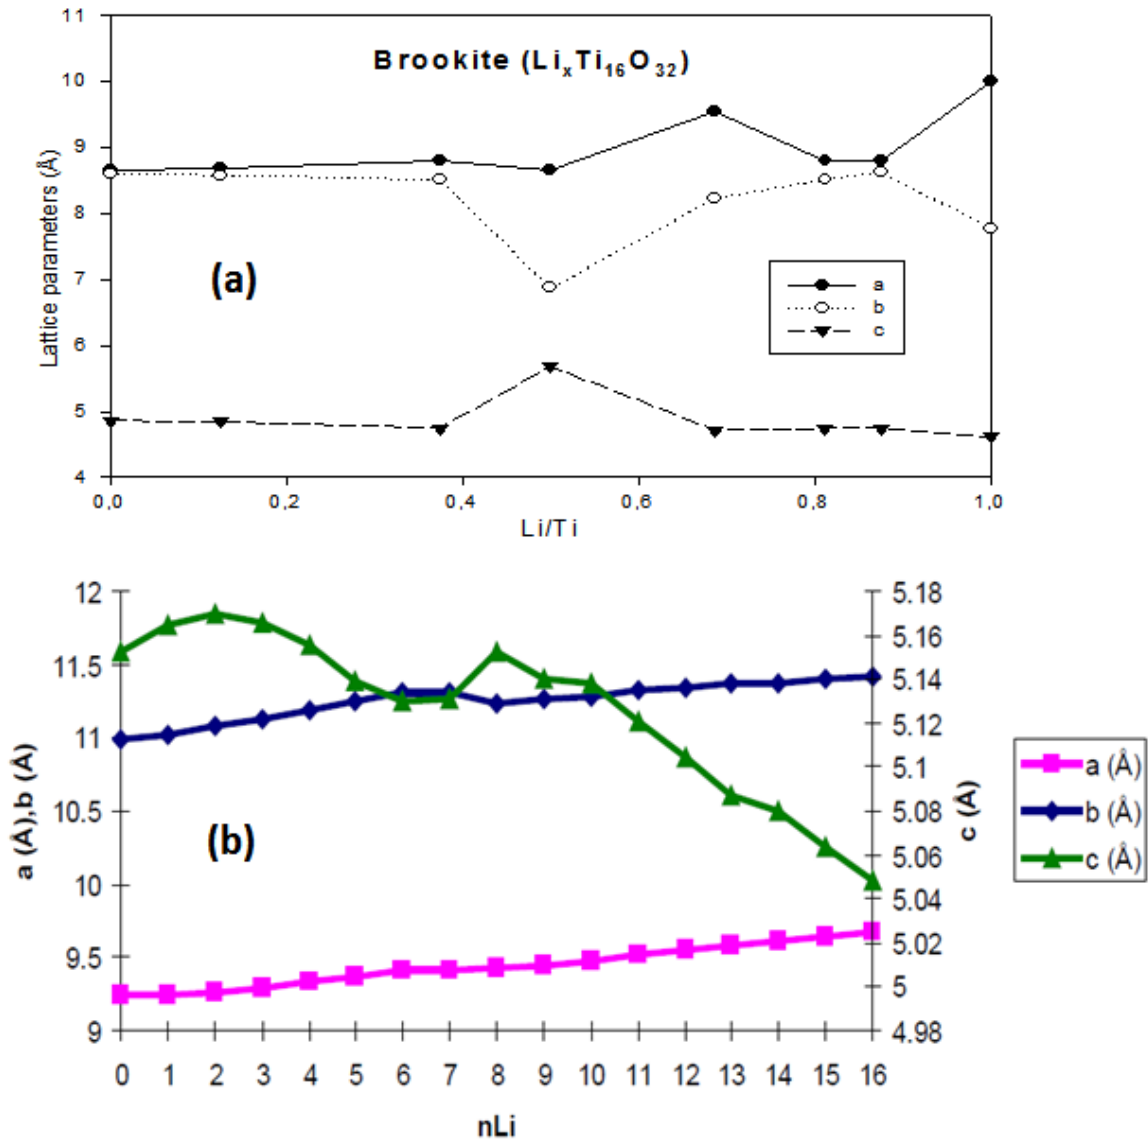 11
Brookite (LiₓTi₁₆O₃₂)
10
9
8
7
6
5
4
Lattice parameters (Å)
(a)
a
b
c
0,0 0,2 0,4 0,6 0,8 1,0
Li/Ti
12
11.5
11
10.5
10
9.5
9
a (Å),b (Å)
(b)
5.18
5.16
5.14
5.12
5.1
5.08
5.06
5.04
5.02
5
4.98
c (Å)
a (Å)
b (Å)
c (Å)
0 1 2 3 4 5 6 7 8 9 10 11 12 13 14 15 16
nLi